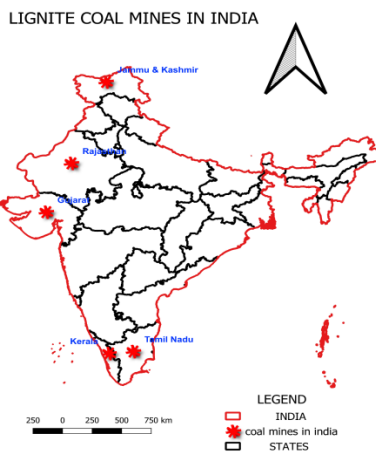 LIGNITE COAL MINES IN INDIA
Jammu & Kashmir
Rajasthan
Gujarat
Kerala
Tamil Nadu
LEGEND
INDIA
coal mines in india
STATES
250 0 250 500 750 km